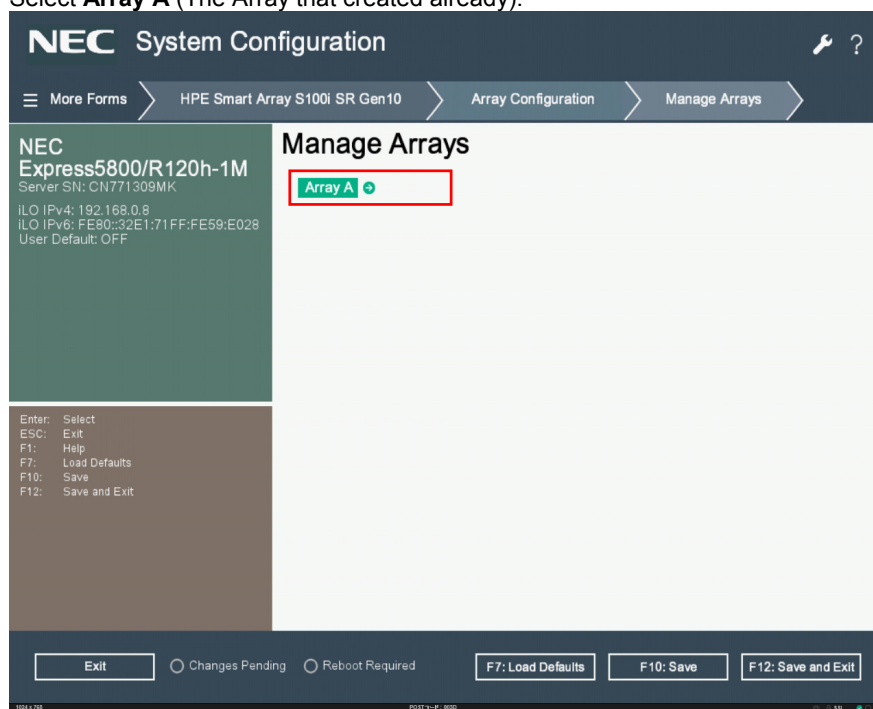 Select Array A (The Array that created already).
NEC System Configuration
?
More Forms
HPE Smart Array S100i SR Gen10
Array Configuration
Manage Arrays
NEC
Express5800/R120h-1M
Server SN: CN771309MK
iLO IPv4: 192.168.0.8
iLO IPv6: FE80::32E1:71FF:FE59:E028
User Default: OFF
Manage Arrays
Array A
Enter: Select
ESC: Exit
F1: Help
F7: Load Defaults
F10: Save
F12: Save and Exit
Exit
Changes Pending
Reboot Required
F7: Load Defaults
F10: Save
F12: Save and Exit
1024 x 768